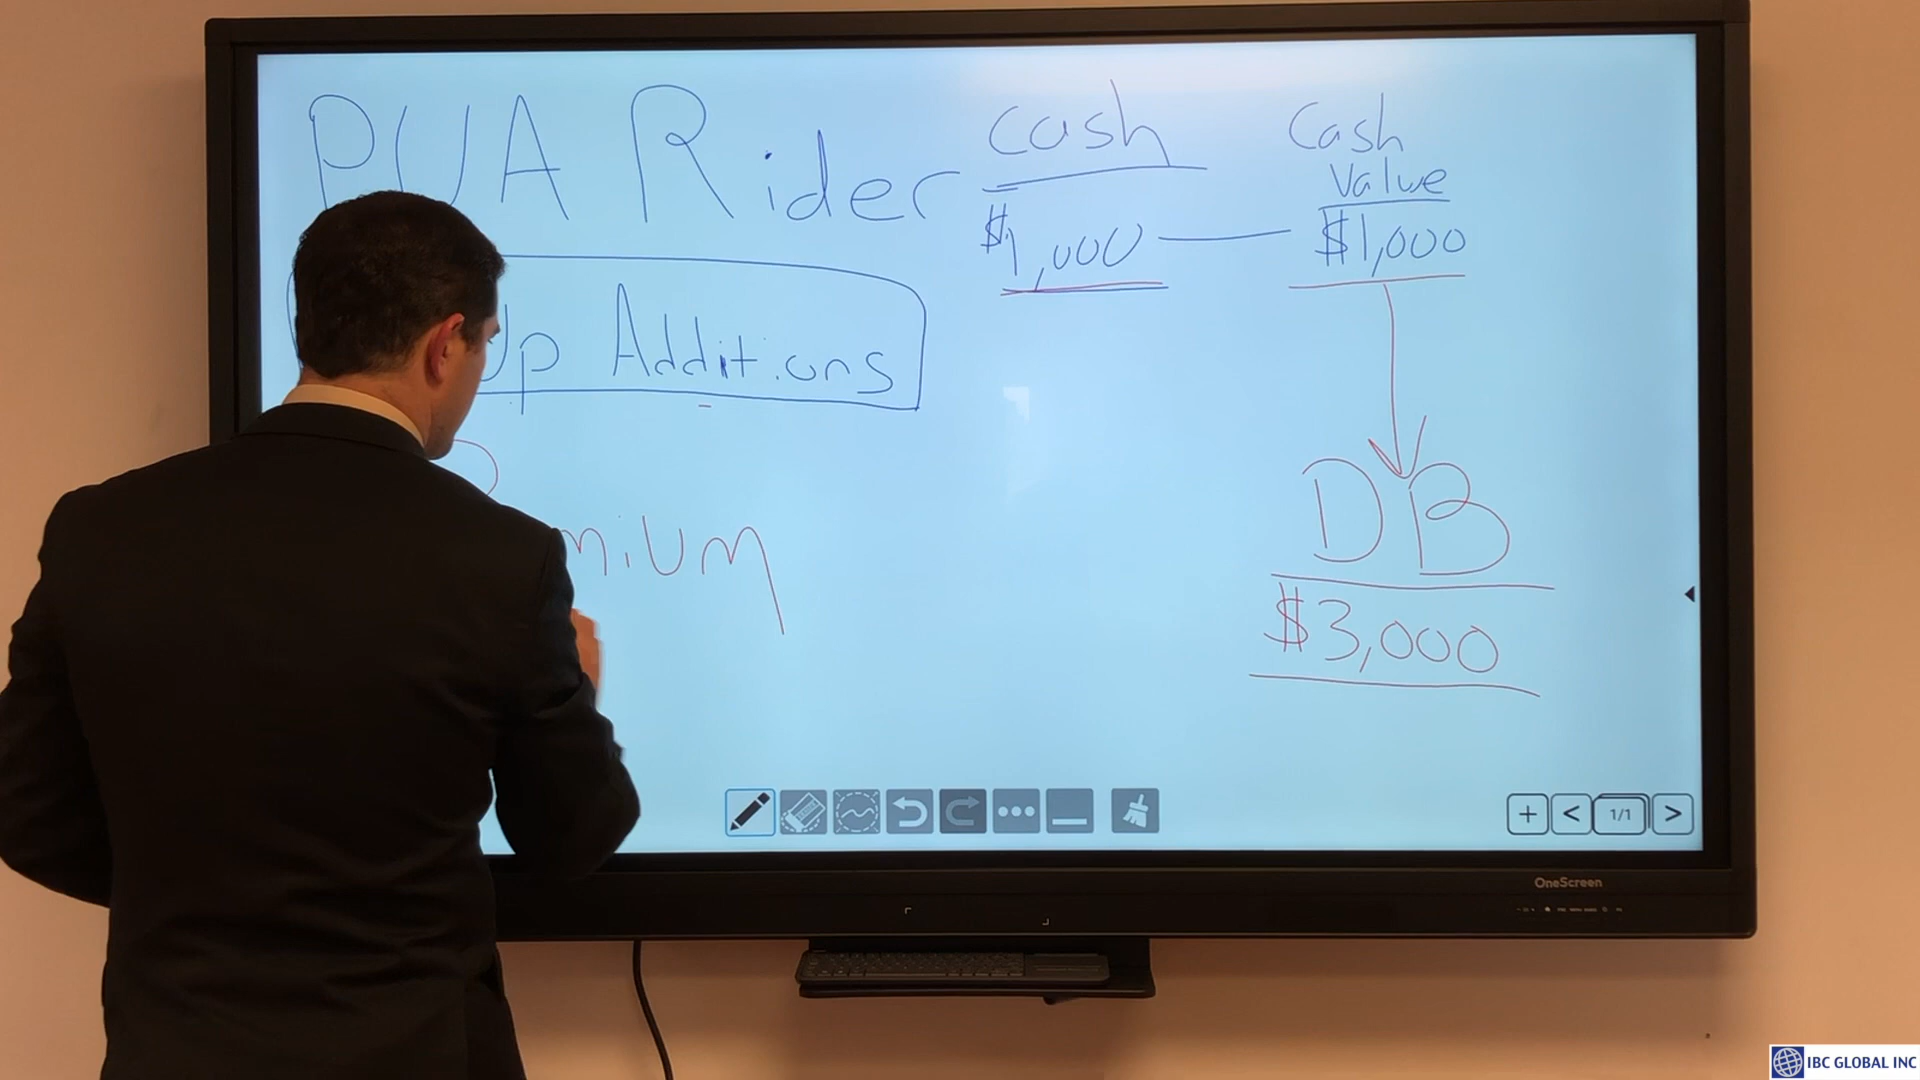 PUA Rider
Up Additions
cash
$1,000
Cash
Value
$1,000
DB
$3,000
1/1
OneScreen
IBC GLOBAL INC